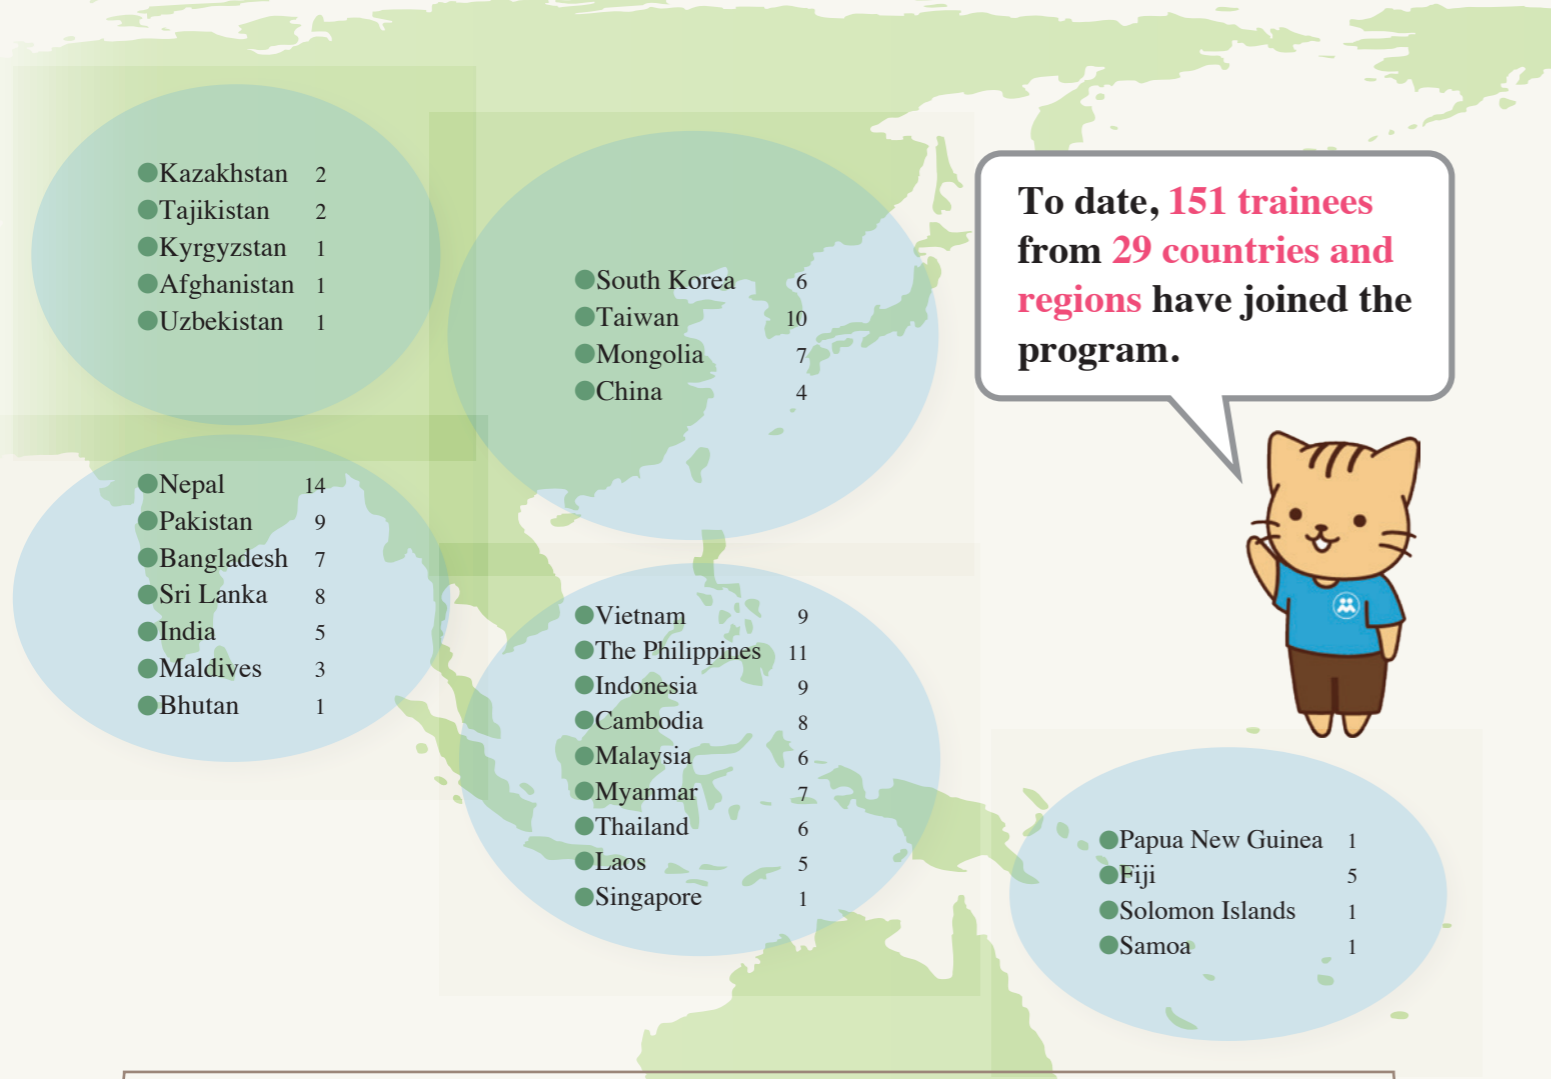 ●Kazakhstan 2
●Tajikistan 2
●Kyrgyzstan 1
●Afghanistan 1
●Uzbekistan 1
●South Korea 6
●Taiwan 10
●Mongolia 7
●China 4
To date, 151 trainees
from 29 countries and
regions have joined the
program.
●Nepal 14
●Pakistan 9
●Bangladesh 7
●Sri Lanka 8
●India 5
●Maldives 3
●Bhutan 1
●Vietnam 9
●The Philippines 11
●Indonesia 9
●Cambodia 8
●Malaysia 6
●Myanmar 7
●Thailand 6
●Laos 5
●Singapore 1
●Papua New Guinea 1
●Fiji 5
●Solomon Islands 1
●Samoa 1